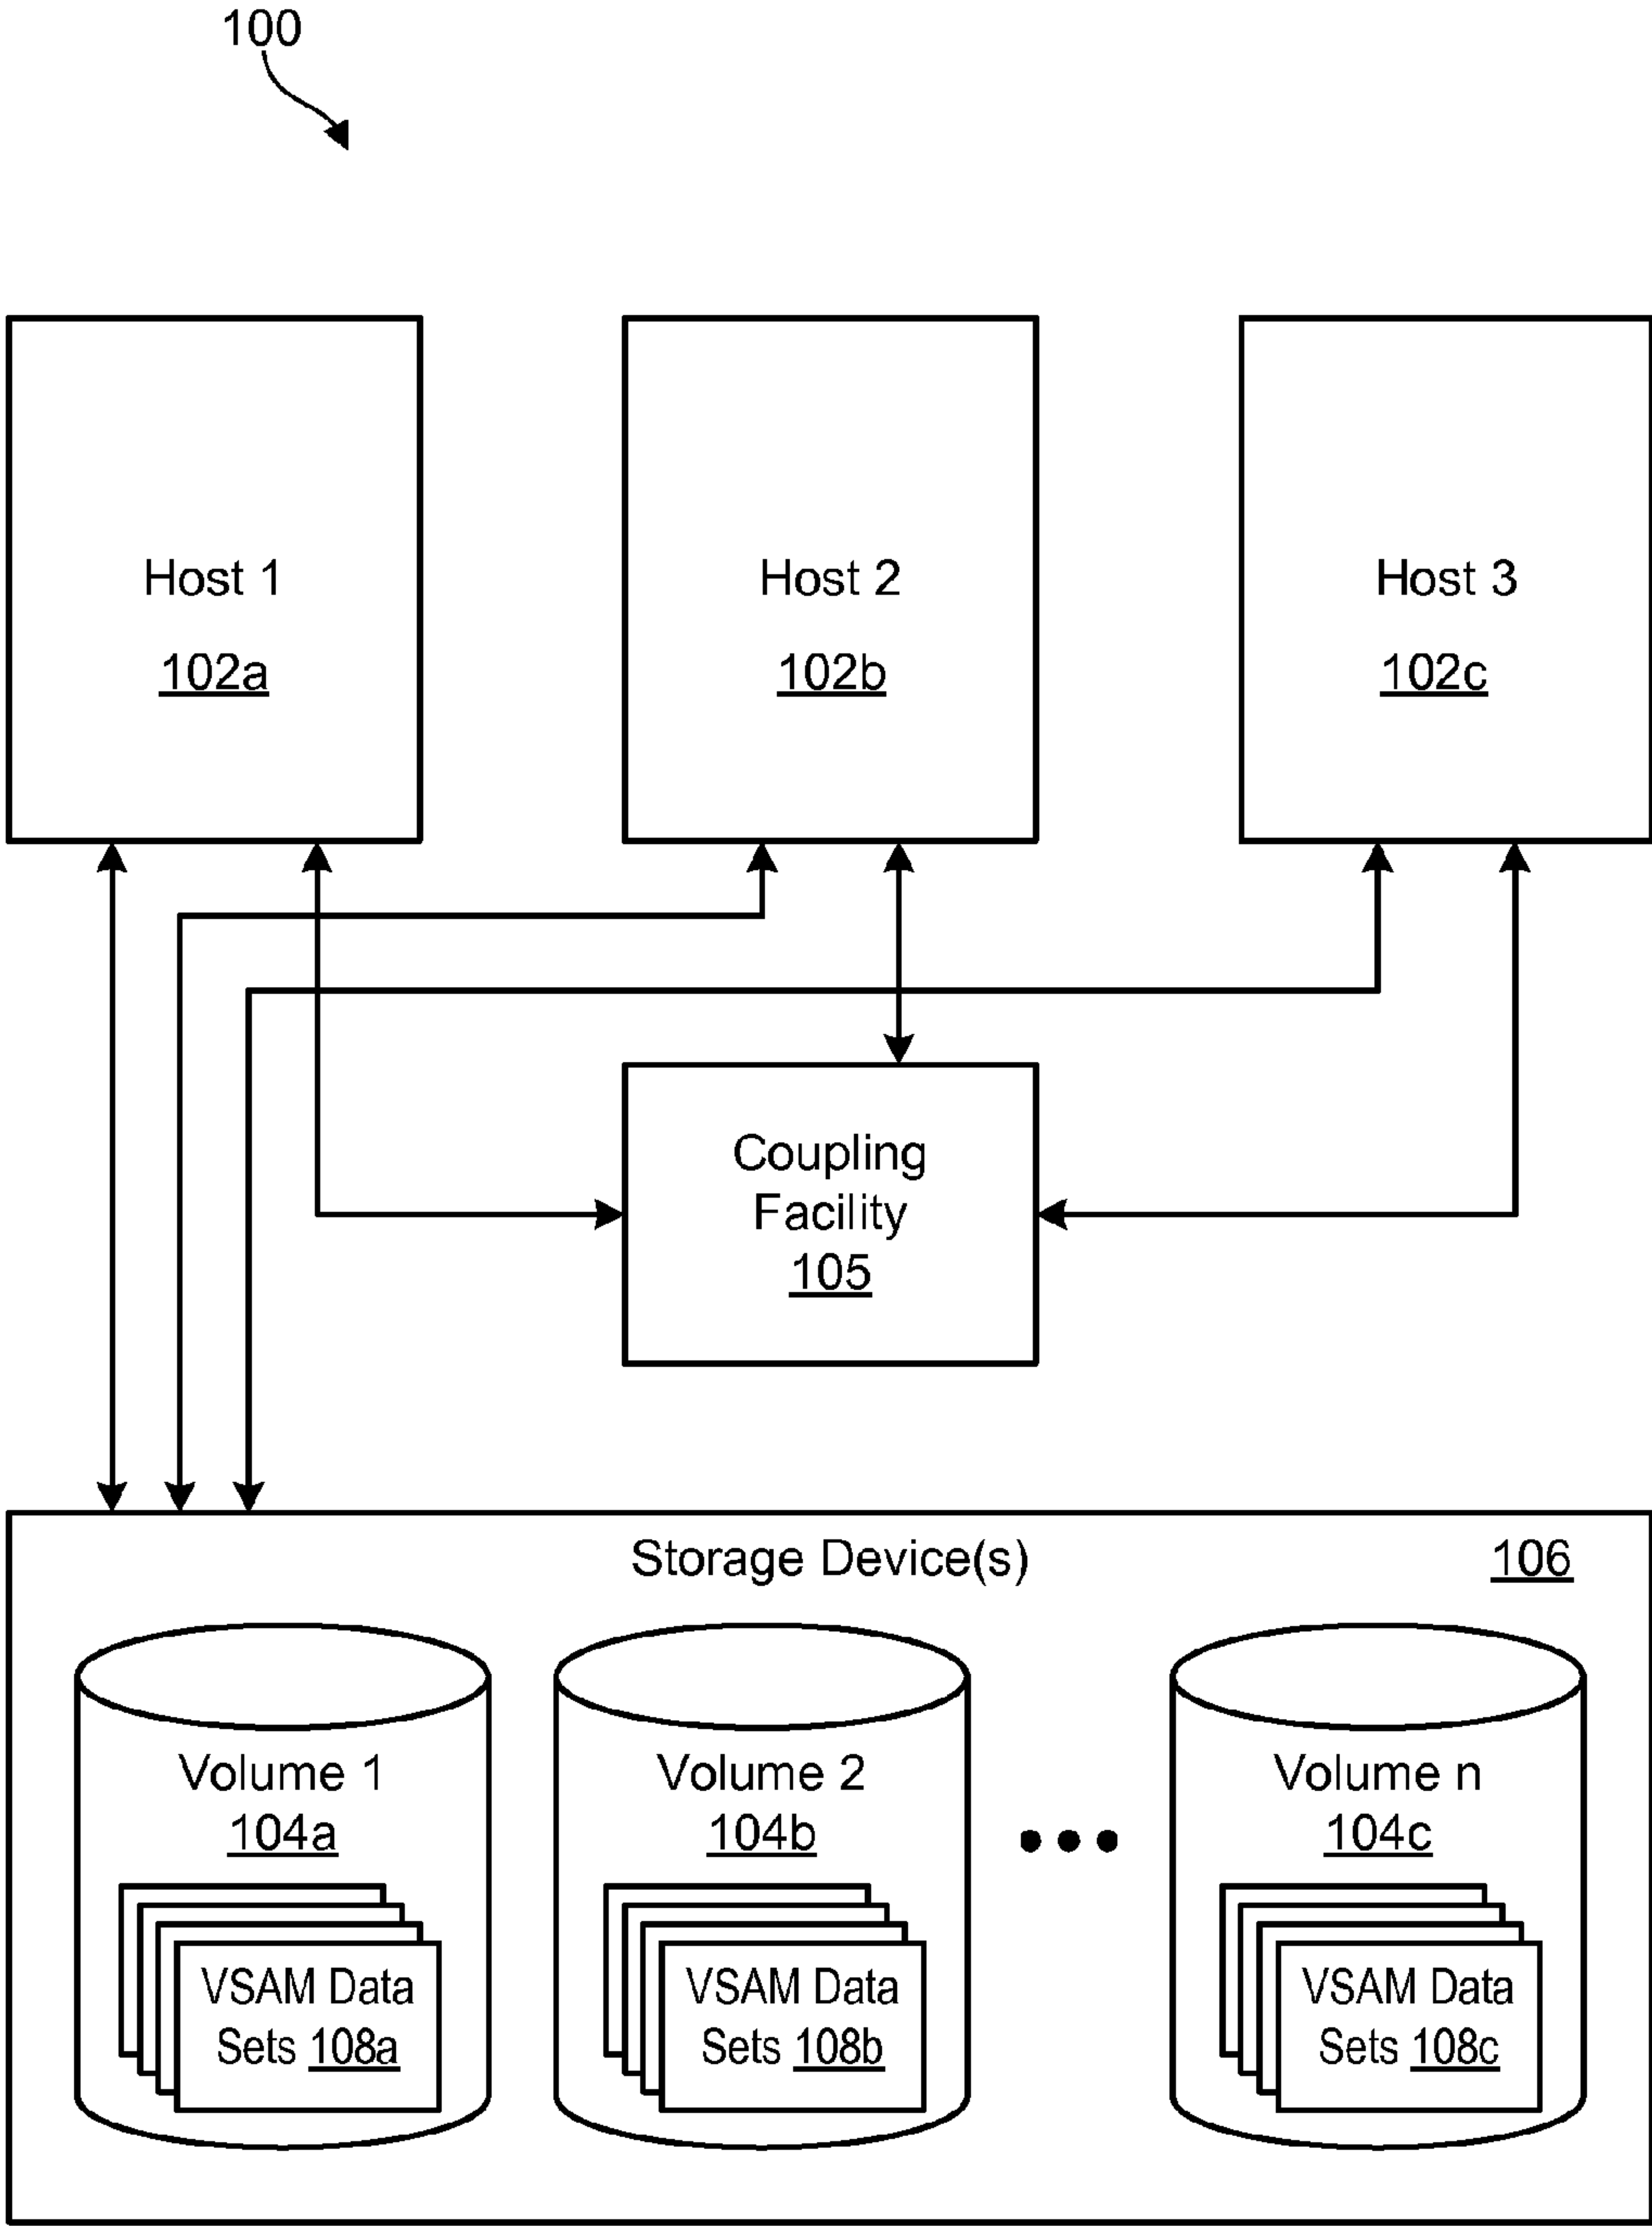 100
Host 1
102a
Host 2
102b
Host 3
102c
Coupling
Facility
105
Storage Device(s)
106
Volume 1
104a
VSAM Data
Sets 108a
Volume 2
104b
VSAM Data
Sets 108b
Volume n
104c
VSAM Data
Sets 108c